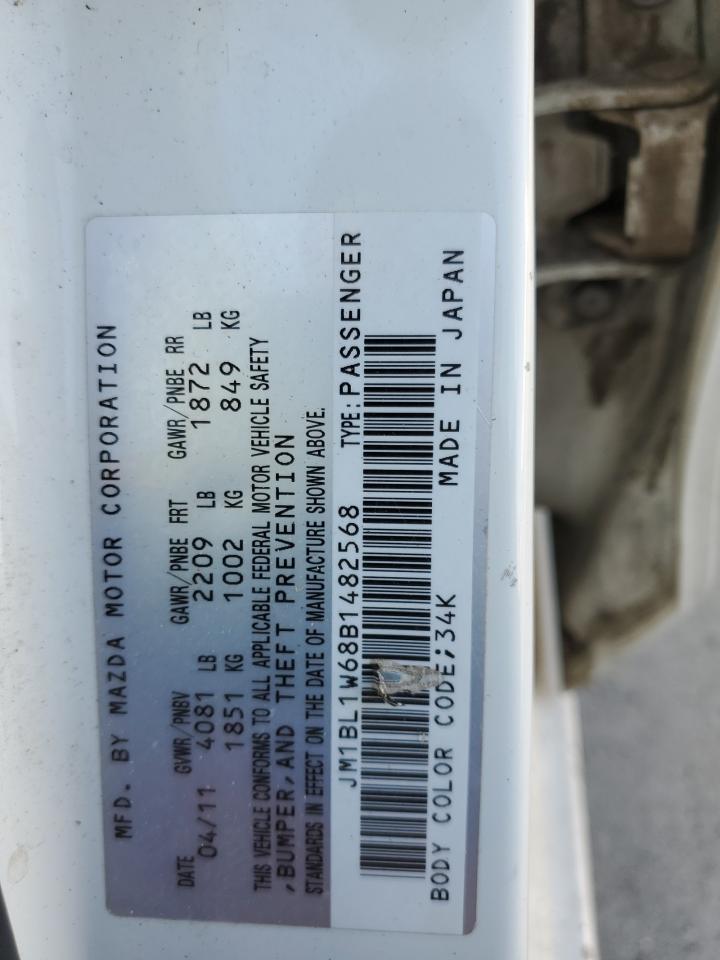 MFD. BY MAZDA MOTOR CORPORATION
DATE GVWR/PNBV GAWR/PNBE FRT GAWR/PNBE RR
04/11 4081 LB 2209 LB 1872 LB
1851 KG 1002 KG 849 KG
THIS VEHICLE CONFORMS TO ALL APPLICABLE FEDERAL MOTOR VEHICLE SAFETY
,BUMPER,AND THEFT PREVENTION
STANDARDS IN EFFECT ON THE DATE OF MANUFACTURE SHOWN ABOVE.
JM1BL1W68B1482568 TYPE:PASSENGER
BODY COLOR CODE;34K MADE IN JAPAN